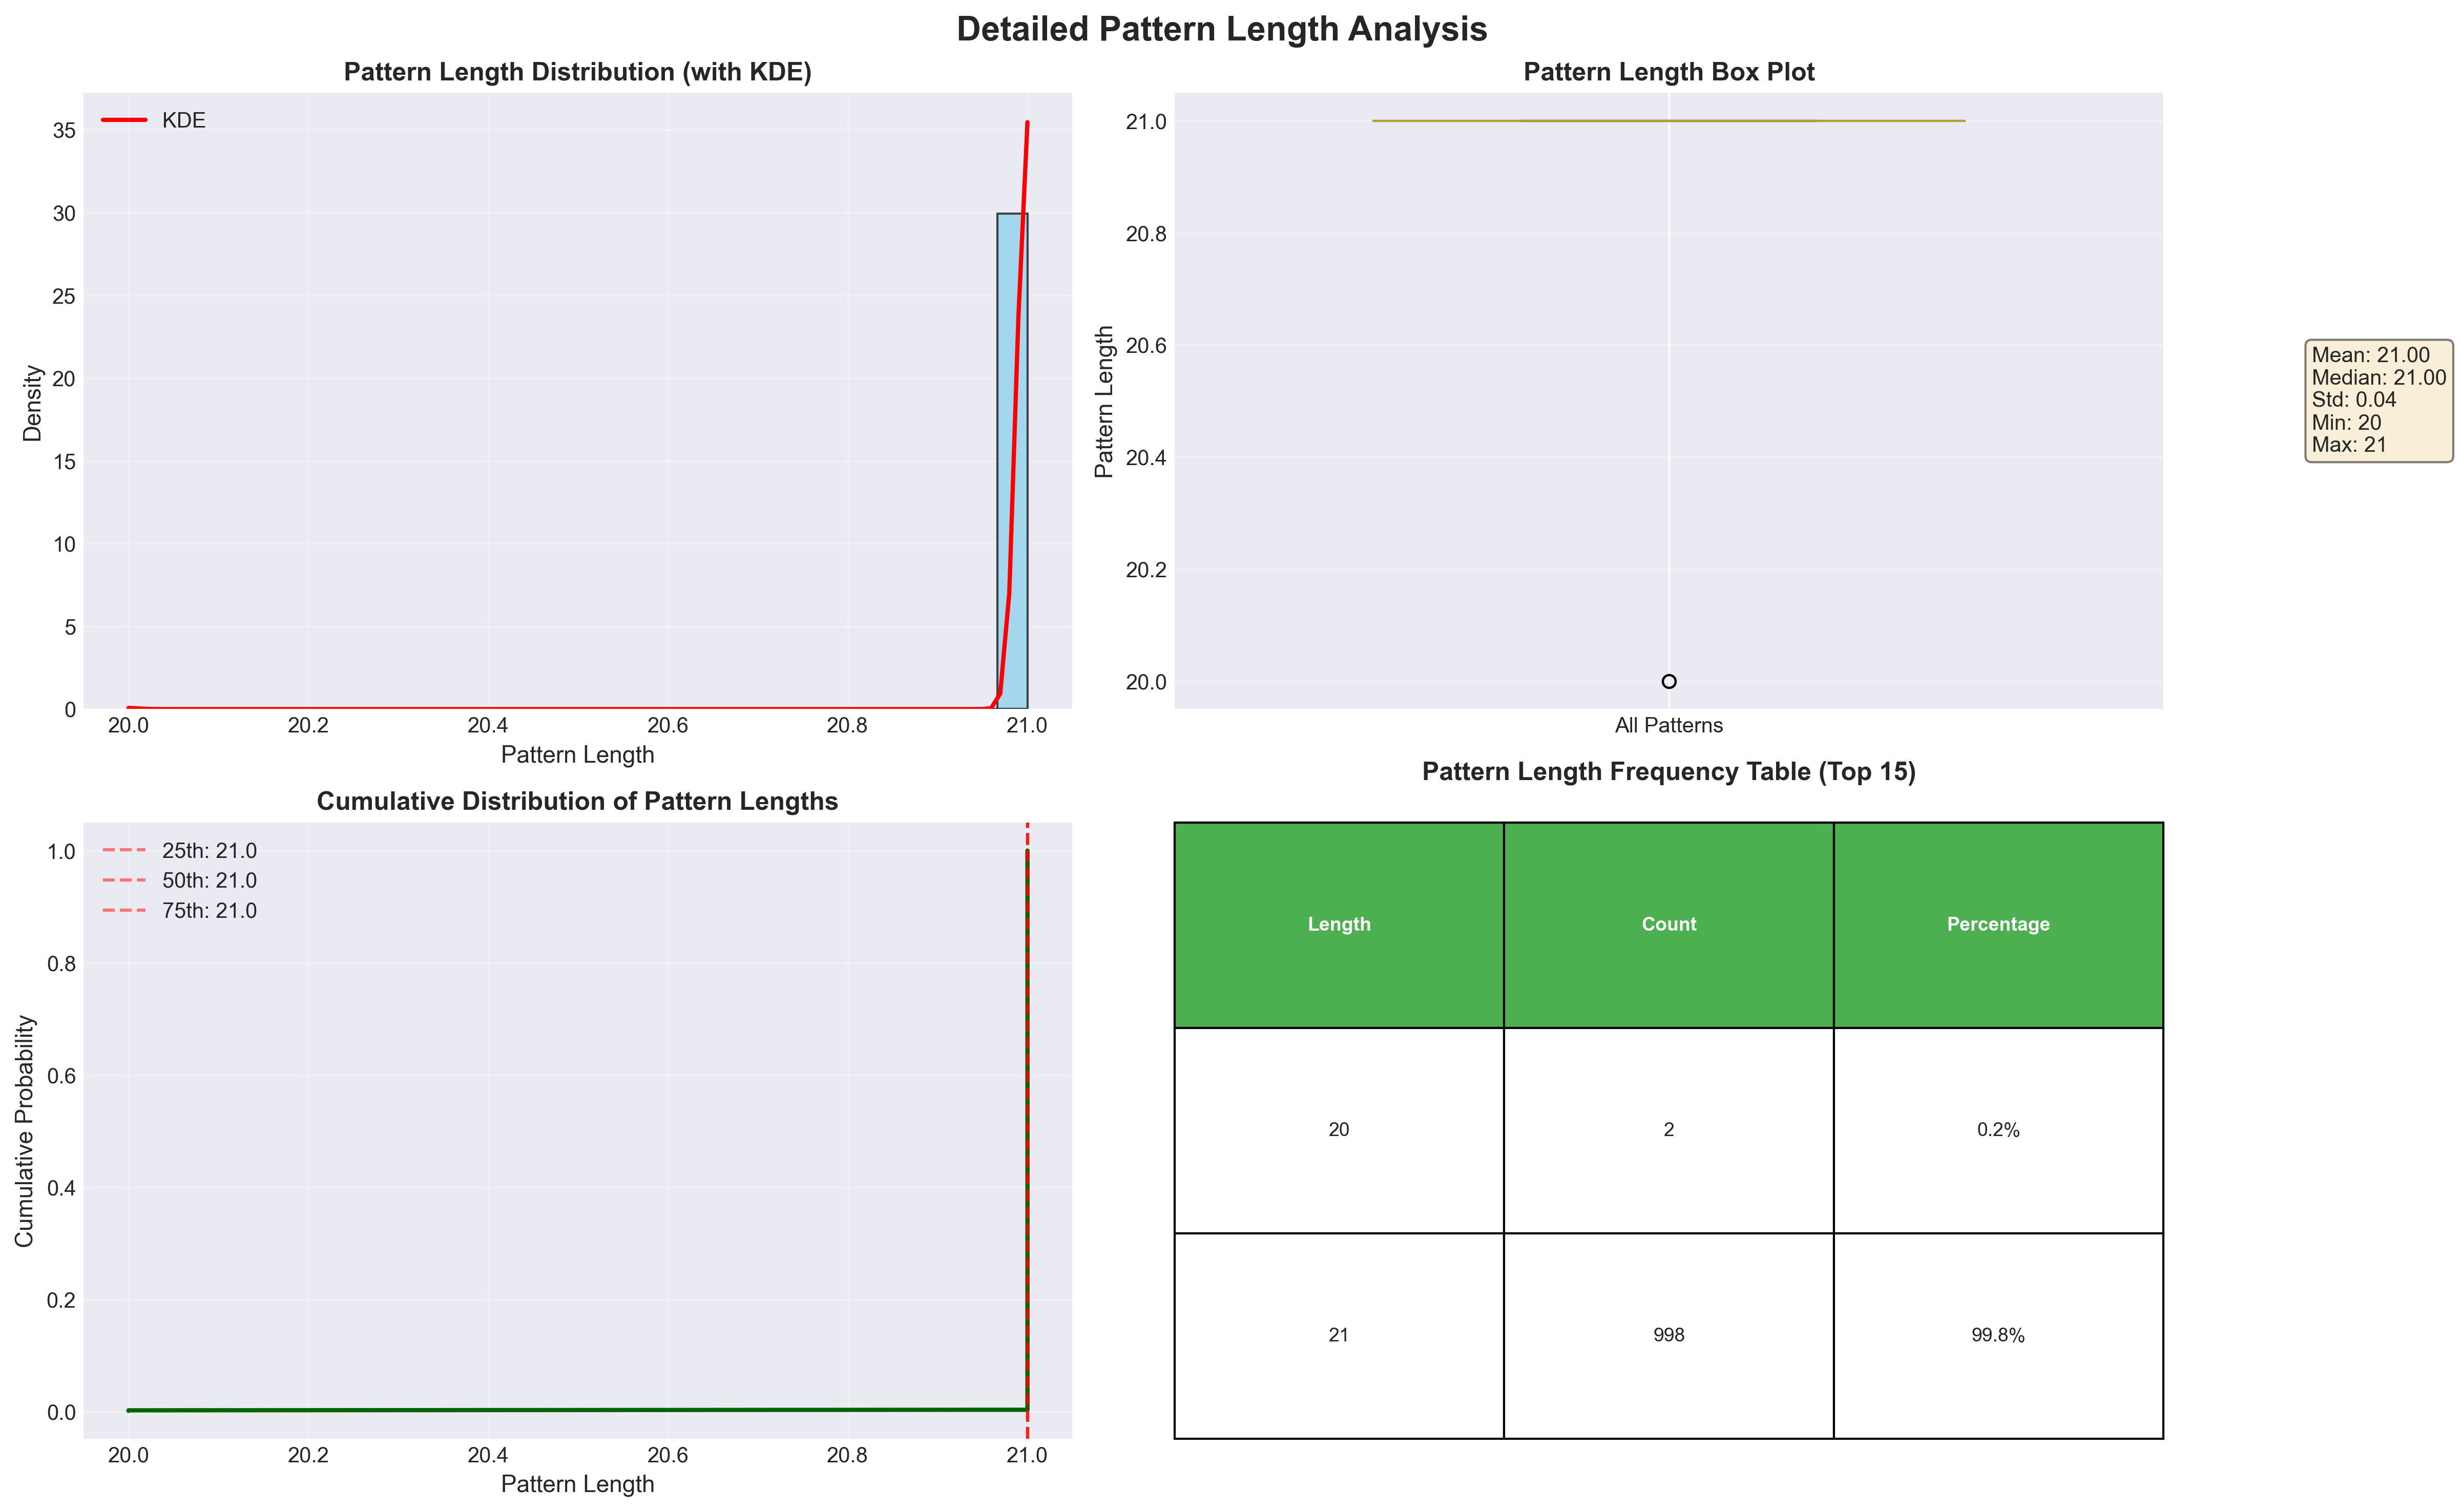 Detailed Pattern Length Analysis
Pattern Length Distribution (with KDE)
KDE
35
30
25
20
15
10
5
0
Density
20.0 20.2 20.4 20.6 20.8 21.0
Pattern Length
Pattern Length Box Plot
21.0
20.8
20.6
20.4
20.2
20.0
Pattern Length
All Patterns
Mean: 21.00
Median: 21.00
Std: 0.04
Min: 20
Max: 21
Cumulative Distribution of Pattern Lengths
25th: 21.0
50th: 21.0
75th: 21.0
1.0
0.8
0.6
0.4
0.2
0.0
Cumulative Probability
20.0 20.2 20.4 20.6 20.8 21.0
Pattern Length
Pattern Length Frequency Table (Top 15)
Length Count Percentage
20 2 0.2%
21 998 99.8%